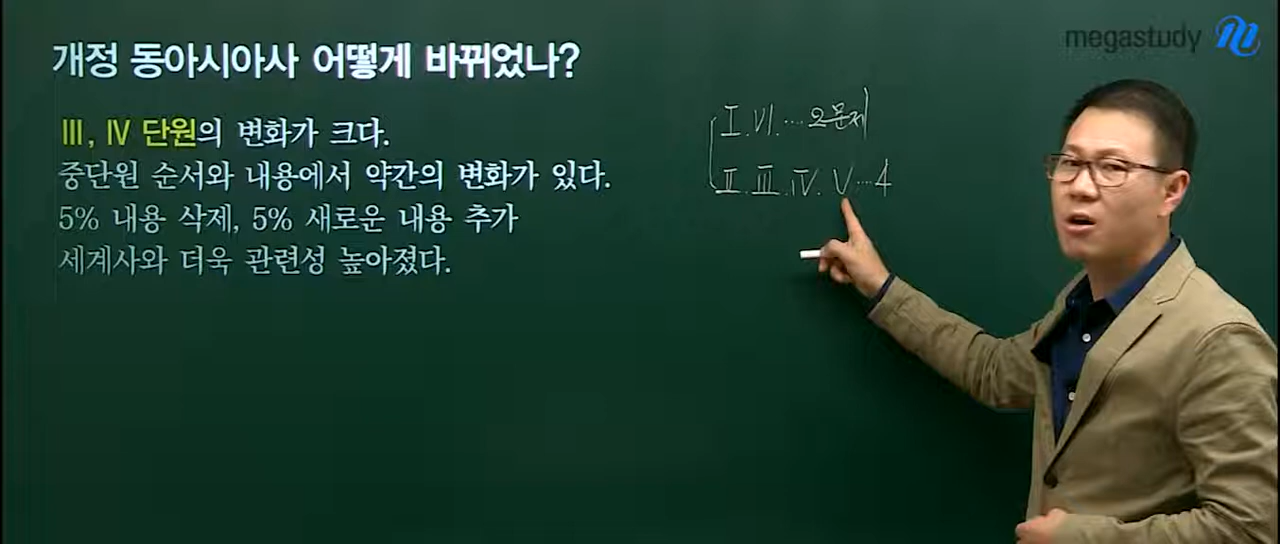 megastudy
개정 동아시아사 어떻게 바뀌었나?
Ⅲ, Ⅳ 단원의 변화가 크다.
중단원 순서와 내용에서 약간의 변화가 있다.
5% 내용 삭제, 5% 새로운 내용 추가
세계사와 더욱 관련성 높아졌다.
Ⅰ.Ⅵ. … 2문제
Ⅱ.Ⅲ.Ⅳ.Ⅴ … 4